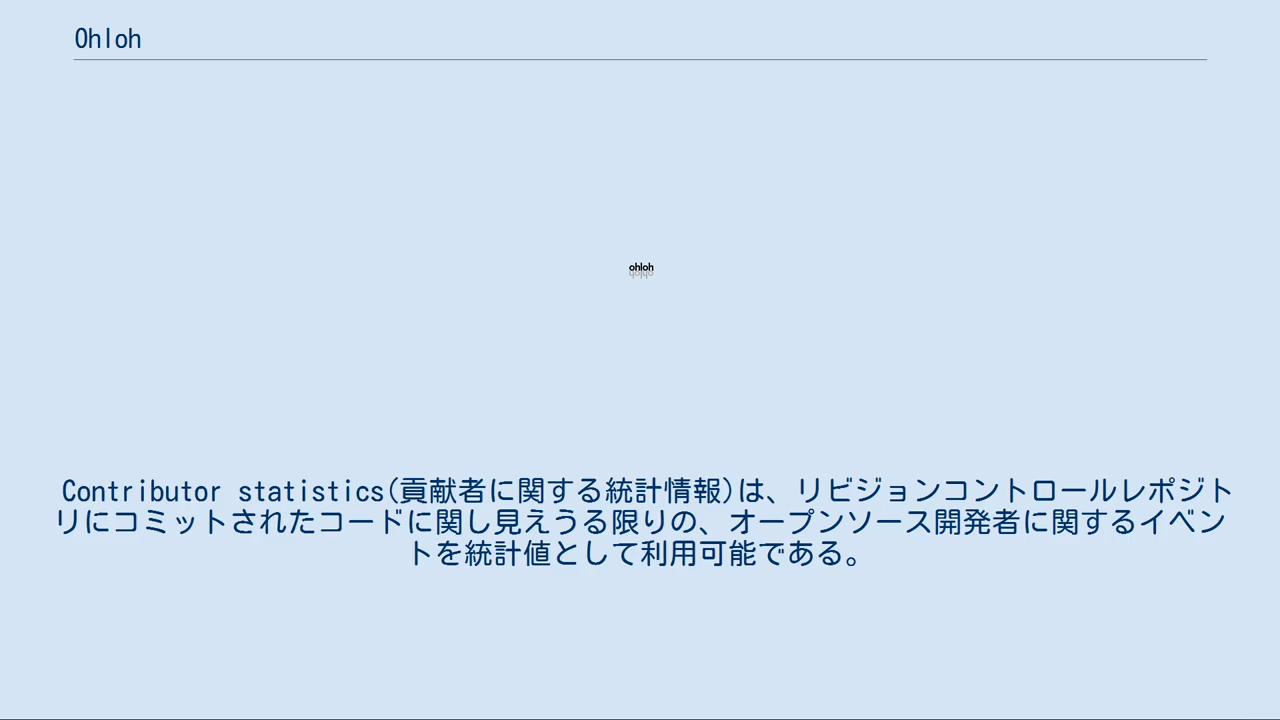 Ohloh
ohloh
Contributor statistics(貢献者に関する統計情報)は、リビジョンコントロールレポジト
リにコミットされたコードに関し見えうる限りの、オープンソース開発者に関するイベン
トを統計値として利用可能である。